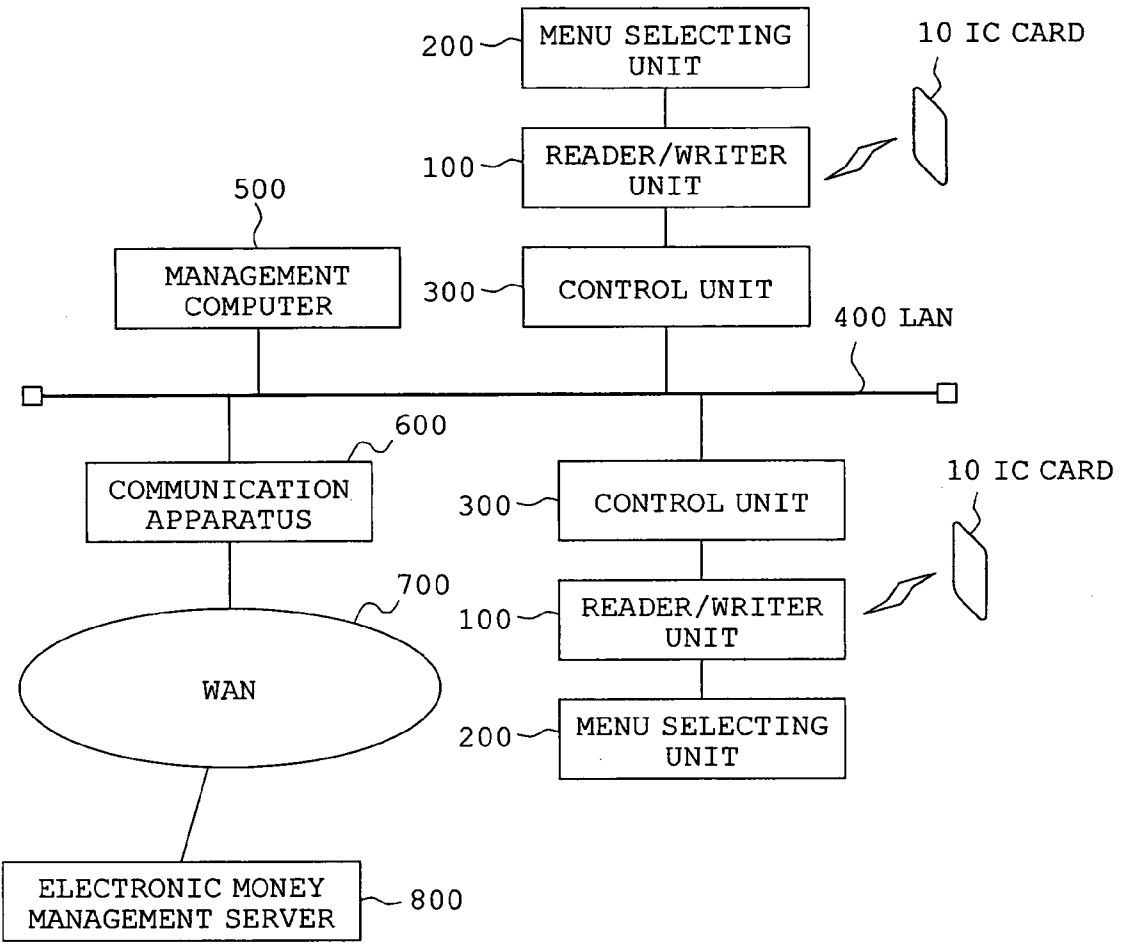 200
MENU SELECTING
UNIT
10 IC CARD
100
READER/WRITER
UNIT
500
MANAGEMENT
COMPUTER
300
CONTROL UNIT
400 LAN
600
COMMUNICATION
APPARATUS
300
CONTROL UNIT
10 IC CARD
700
WAN
100
READER/WRITER
UNIT
200
MENU SELECTING
UNIT
ELECTRONIC MONEY
MANAGEMENT SERVER
800